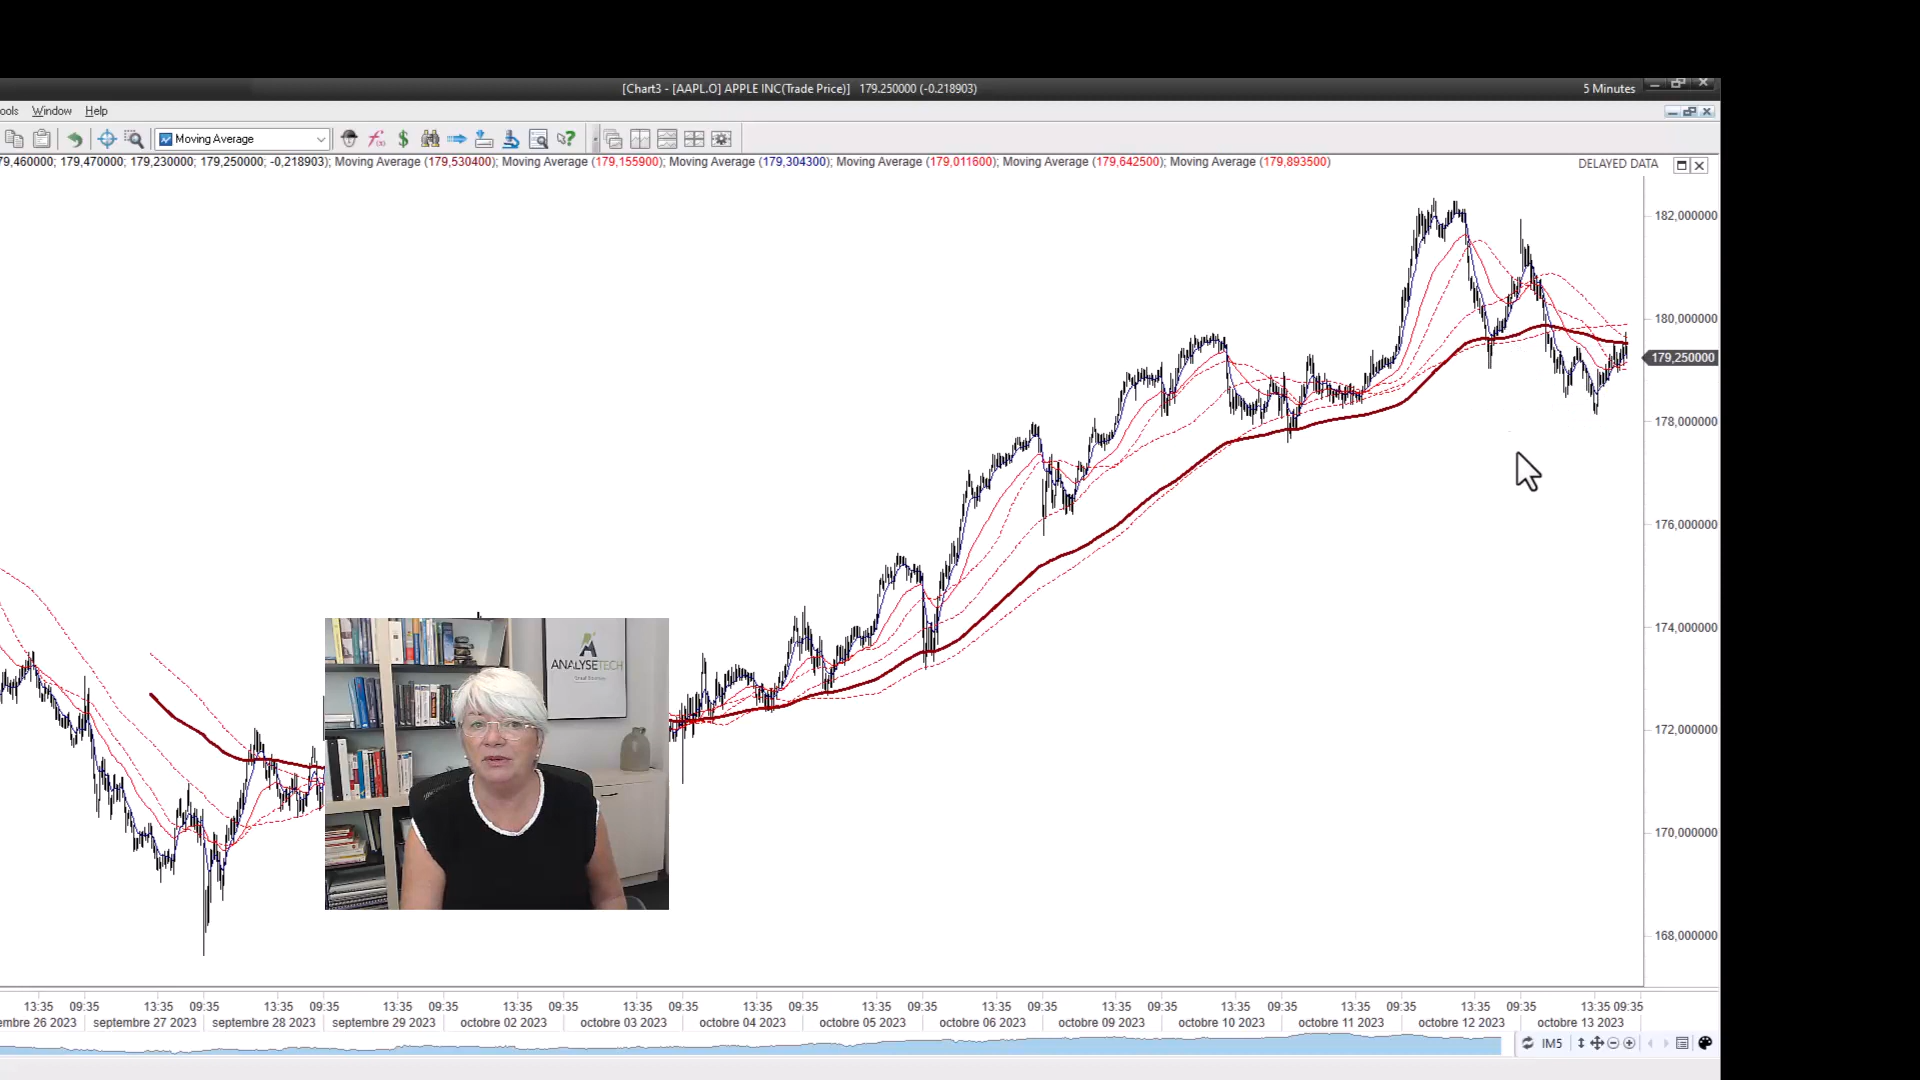 [Chart3 - [AAPL.O] APPLE INC(Trade Price)] 179.250000 (-0.218903) 5 Minutes
ools Window Help
Moving Average
79,460000; 179,470000; 179,230000; 179,250000; -0,218903); Moving Average (179,530400); Moving Average (179,155900); Moving Average (179,304300); Moving Average (179,011600); Moving Average (179,642500); Moving Average (179,893500)
DELAYED DATA
182,000000
180,000000
179,250000
178,000000
176,000000
174,000000
172,000000
170,000000
168,000000
ANALYSETECH
13:35 09:35 13:35 09:35 13:35 09:35 13:35 09:35 13:35 09:35 13:35 09:35 13:35 09:35 13:35 09:35 13:35 09:35 13:35 09:35 13:35 09:35 13:35 09:35 13:35 09:35 13:35 09:35
embre 26 2023 septembre 27 2023 septembre 28 2023 septembre 29 2023 octobre 02 2023 octobre 03 2023 octobre 04 2023 octobre 05 2023 octobre 06 2023 octobre 09 2023 octobre 10 2023 octobre 11 2023 octobre 12 2023 octobre 13 2023
IM5